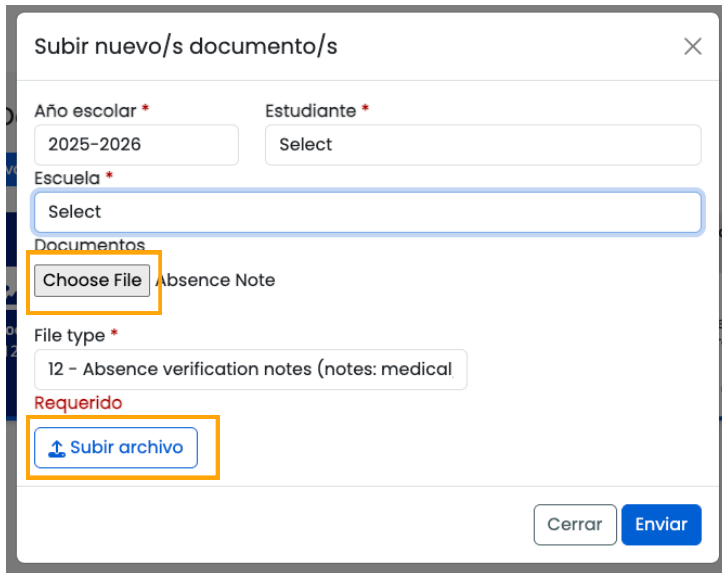 Subir nuevo/s documento/s
Año escolar *
Estudiante *
2025-2026
Select
Escuela *
Select
Documentos
Choose File
Absence Note
File type *
12 - Absence verification notes (notes: medical,
Requerido
Subir archivo
Cerrar
Enviar